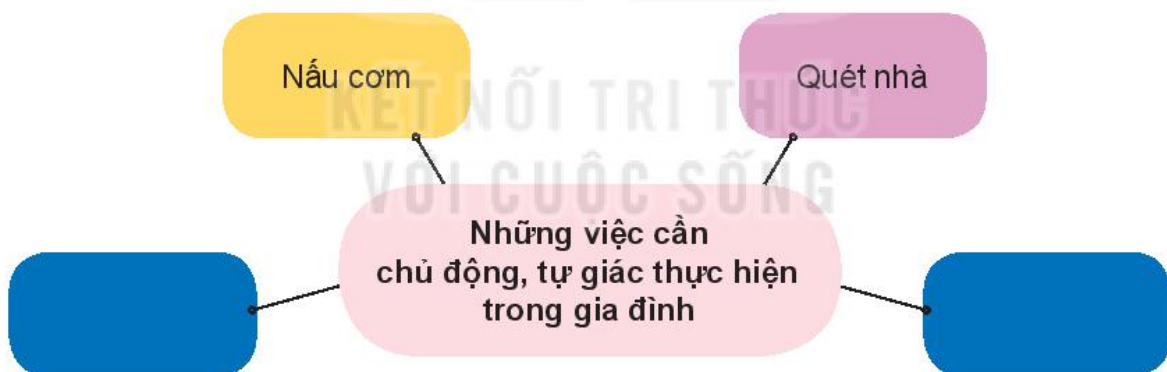 Nấu cơm
Quét nhà
KẾT NỐI TRI THỨC
VỚI CUỘC SỐNG
Những việc cần
chủ động, tự giác thực hiện
trong gia đình